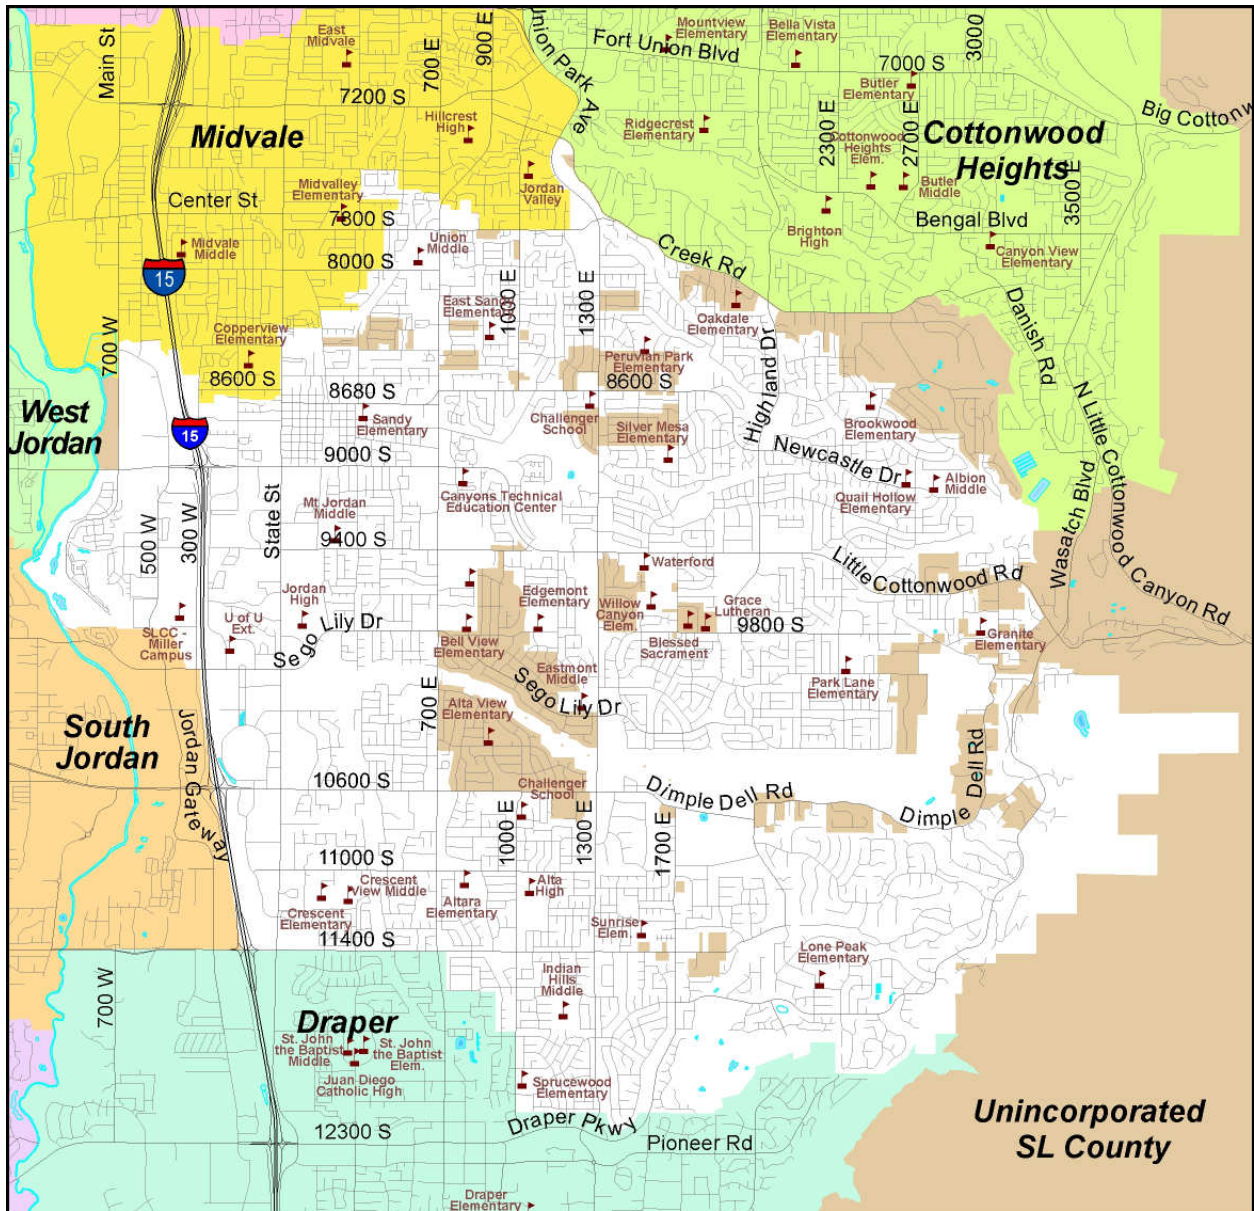 Main St
East
Midvale
700 E
900 E
Union Park Ave
Mountview
Elementary
Fort Union Blvd
Bella Vista
Elementary
7000 S
3000
Butler
Elementary
Big Cottonw
7200 S
Midvale
Hillcrest
High
Ridgecrest
Elementary
2300 E
Cottonwood
Heights
Elem.
2700 E
Cottonwood
Heights
Butler
Middle
3500 E
Midvalley
Elementary
Jordan
Valley
Center St
7800 S
Bengal Blvd
Brighton
High
Canyon View
Elementary
Midvale
Middle
Union
Middle
8000 S
Creek Rd
15
1000 E
1300 E
East Sandy
Elementary
Oakdale
Elementary
Danish Rd
700 W
Copperview
Elementary
8600 S
Peruvian Park
Elementary
8600 S
Highland Dr
8680 S
N Little Cottonwood Canyon Rd
West
Jordan
15
Sandy
Elementary
Challenger
School
Silver Mesa
Elementary
Brookwood
Elementary
9000 S
Newcastle Dr
Canyons Technical
Education Center
Quail Hollow
Elementary
Albion
Middle
Wasatch Blvd
500 W
300 W
State St
Mt Jordan
Middle
9400 S
Waterford
Little Cottonwood Rd
Jordan
High
Edgemont
Elementary
Willow
Canyon
Elem.
Grace
Lutheran
9800 S
SLCC -
Miller
Campus
U of U
Ext.
Sego Lily Dr
Bell View
Elementary
Blessed
Sacrament
Granite
Elementary
Eastmont
Middle
Sego Lily Dr
Park Lane
Elementary
700 E
Alta View
Elementary
South
Jordan
Jordan Gateway
10600 S
Challenger
School
Dimple Dell Rd
Dimple Dell Rd
1000 E
1300 E
1700 E
11000 S
Crescent
View Middle
Crescent
Elementary
Altara
Elementary
Alta
High
Sunrise
Elem.
11400 S
Lone Peak
Elementary
700 W
Indian
Hills
Middle
Draper
St. John
the Baptist
Middle
St. John
the Baptist
Elem.
Juan Diego
Catholic High
Sprucewood
Elementary
12300 S
Draper Pkwy
Pioneer Rd
Unincorporated
SL County
Draper
Elementary